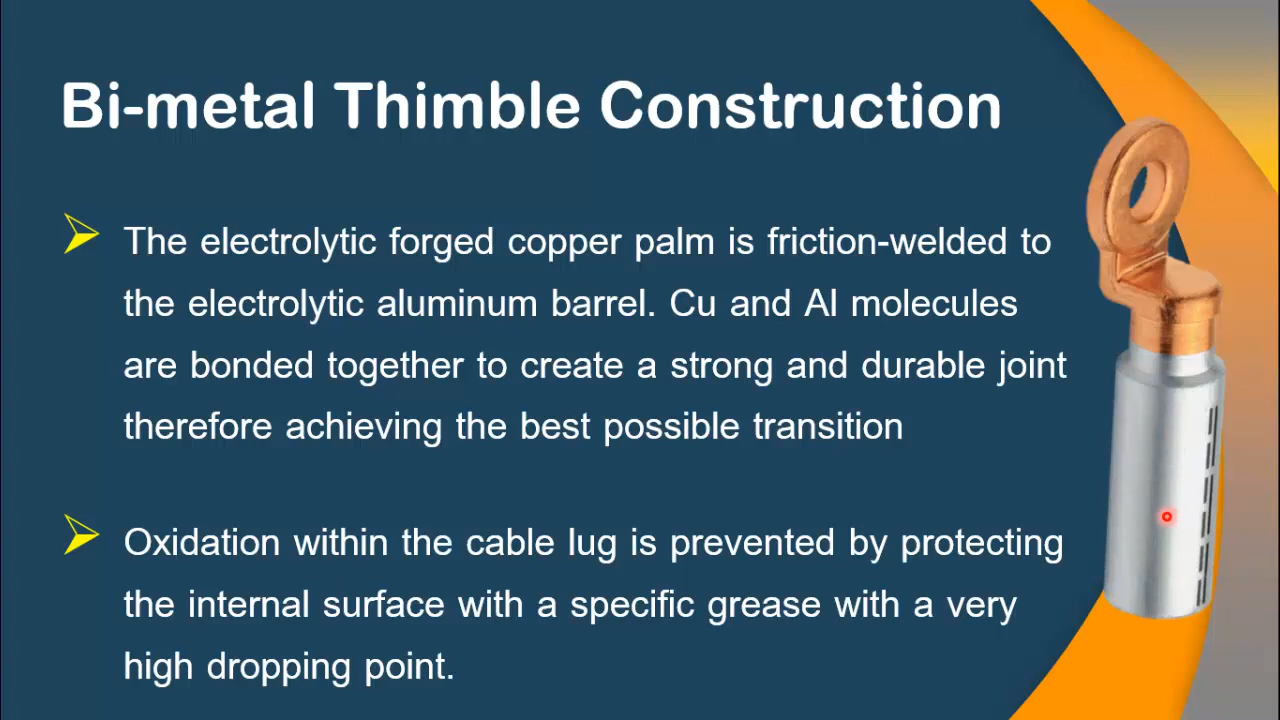 Bi-metal Thimble Construction
The electrolytic forged copper palm is friction-welded to
the electrolytic aluminum barrel. Cu and Al molecules
are bonded together to create a strong and durable joint
therefore achieving the best possible transition
Oxidation within the cable lug is prevented by protecting
the internal surface with a specific grease with a very
high dropping point.